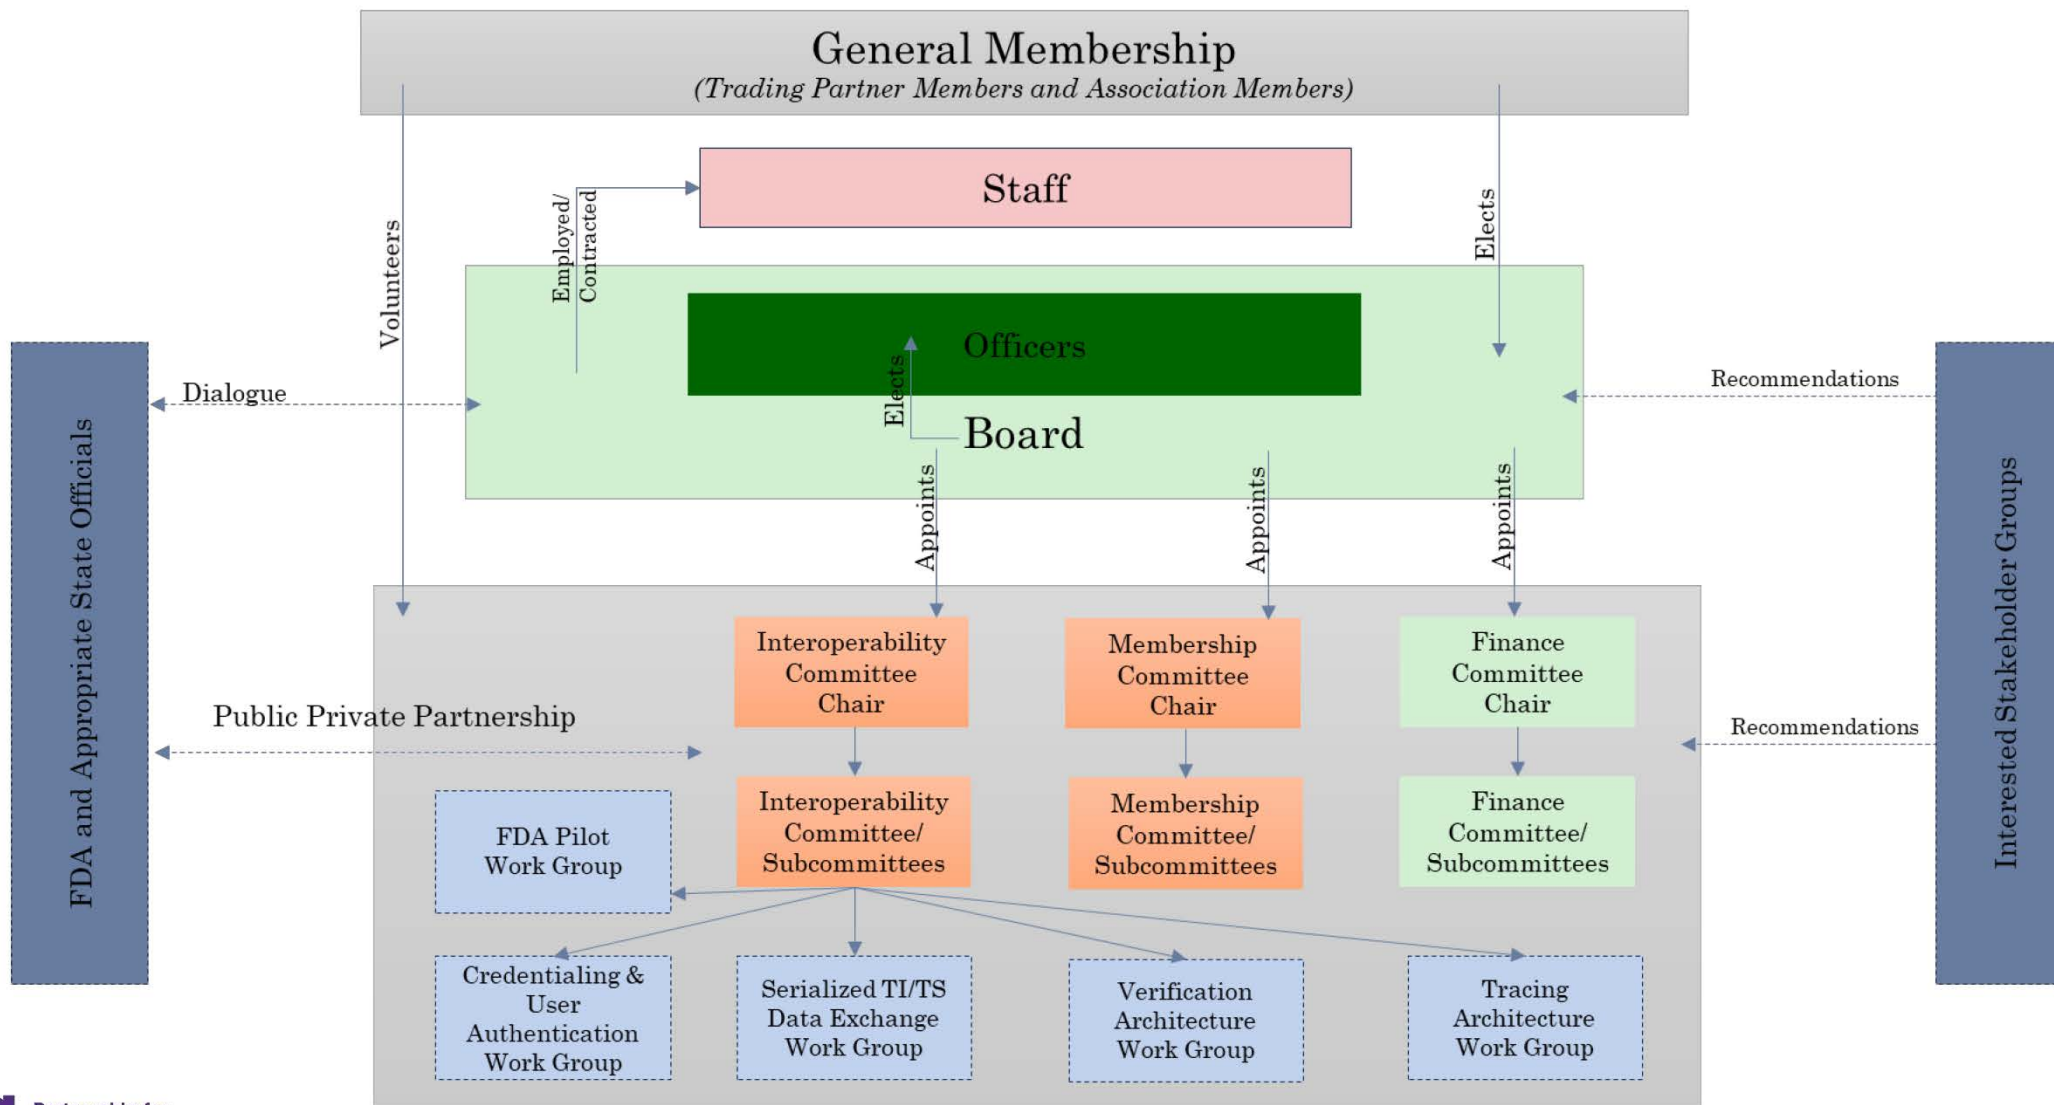 General Membership
(Trading Partner Members and Association Members)
Staff
Employed/
Contracted
Volunteers
Elects
Officers
Elects
Board
Dialogue
Recommendations
FDA and Appropriate State Officials
Interested Stakeholder Groups
Appoints
Appoints
Appoints
Interoperability
Committee
Chair
Membership
Committee
Chair
Finance
Committee
Chair
Public Private Partnership
Recommendations
Interoperability
Committee/
Subcommittees
Membership
Committee/
Subcommittees
Finance
Committee/
Subcommittees
FDA Pilot
Work Group
Credentialing &
User
Authentication
Work Group
Serialized TI/TS
Data Exchange
Work Group
Verification
Architecture
Work Group
Tracing
Architecture
Work Group